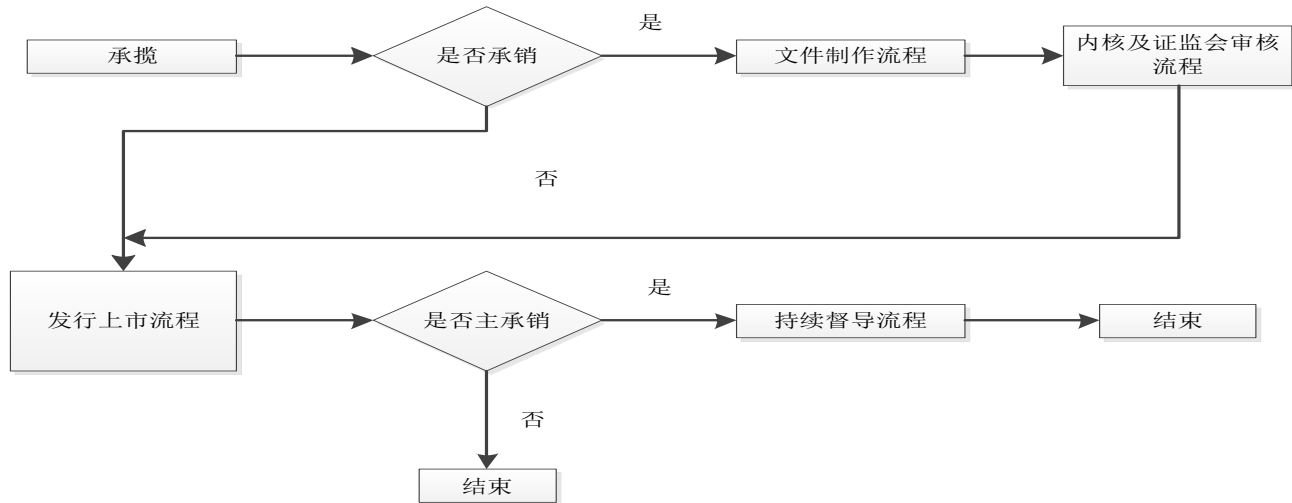 是
承揽
是否承销
文件制作流程
内核及证监会审核
流程
否
是
发行上市流程
是否主承销
持续督导流程
结束
否
结束